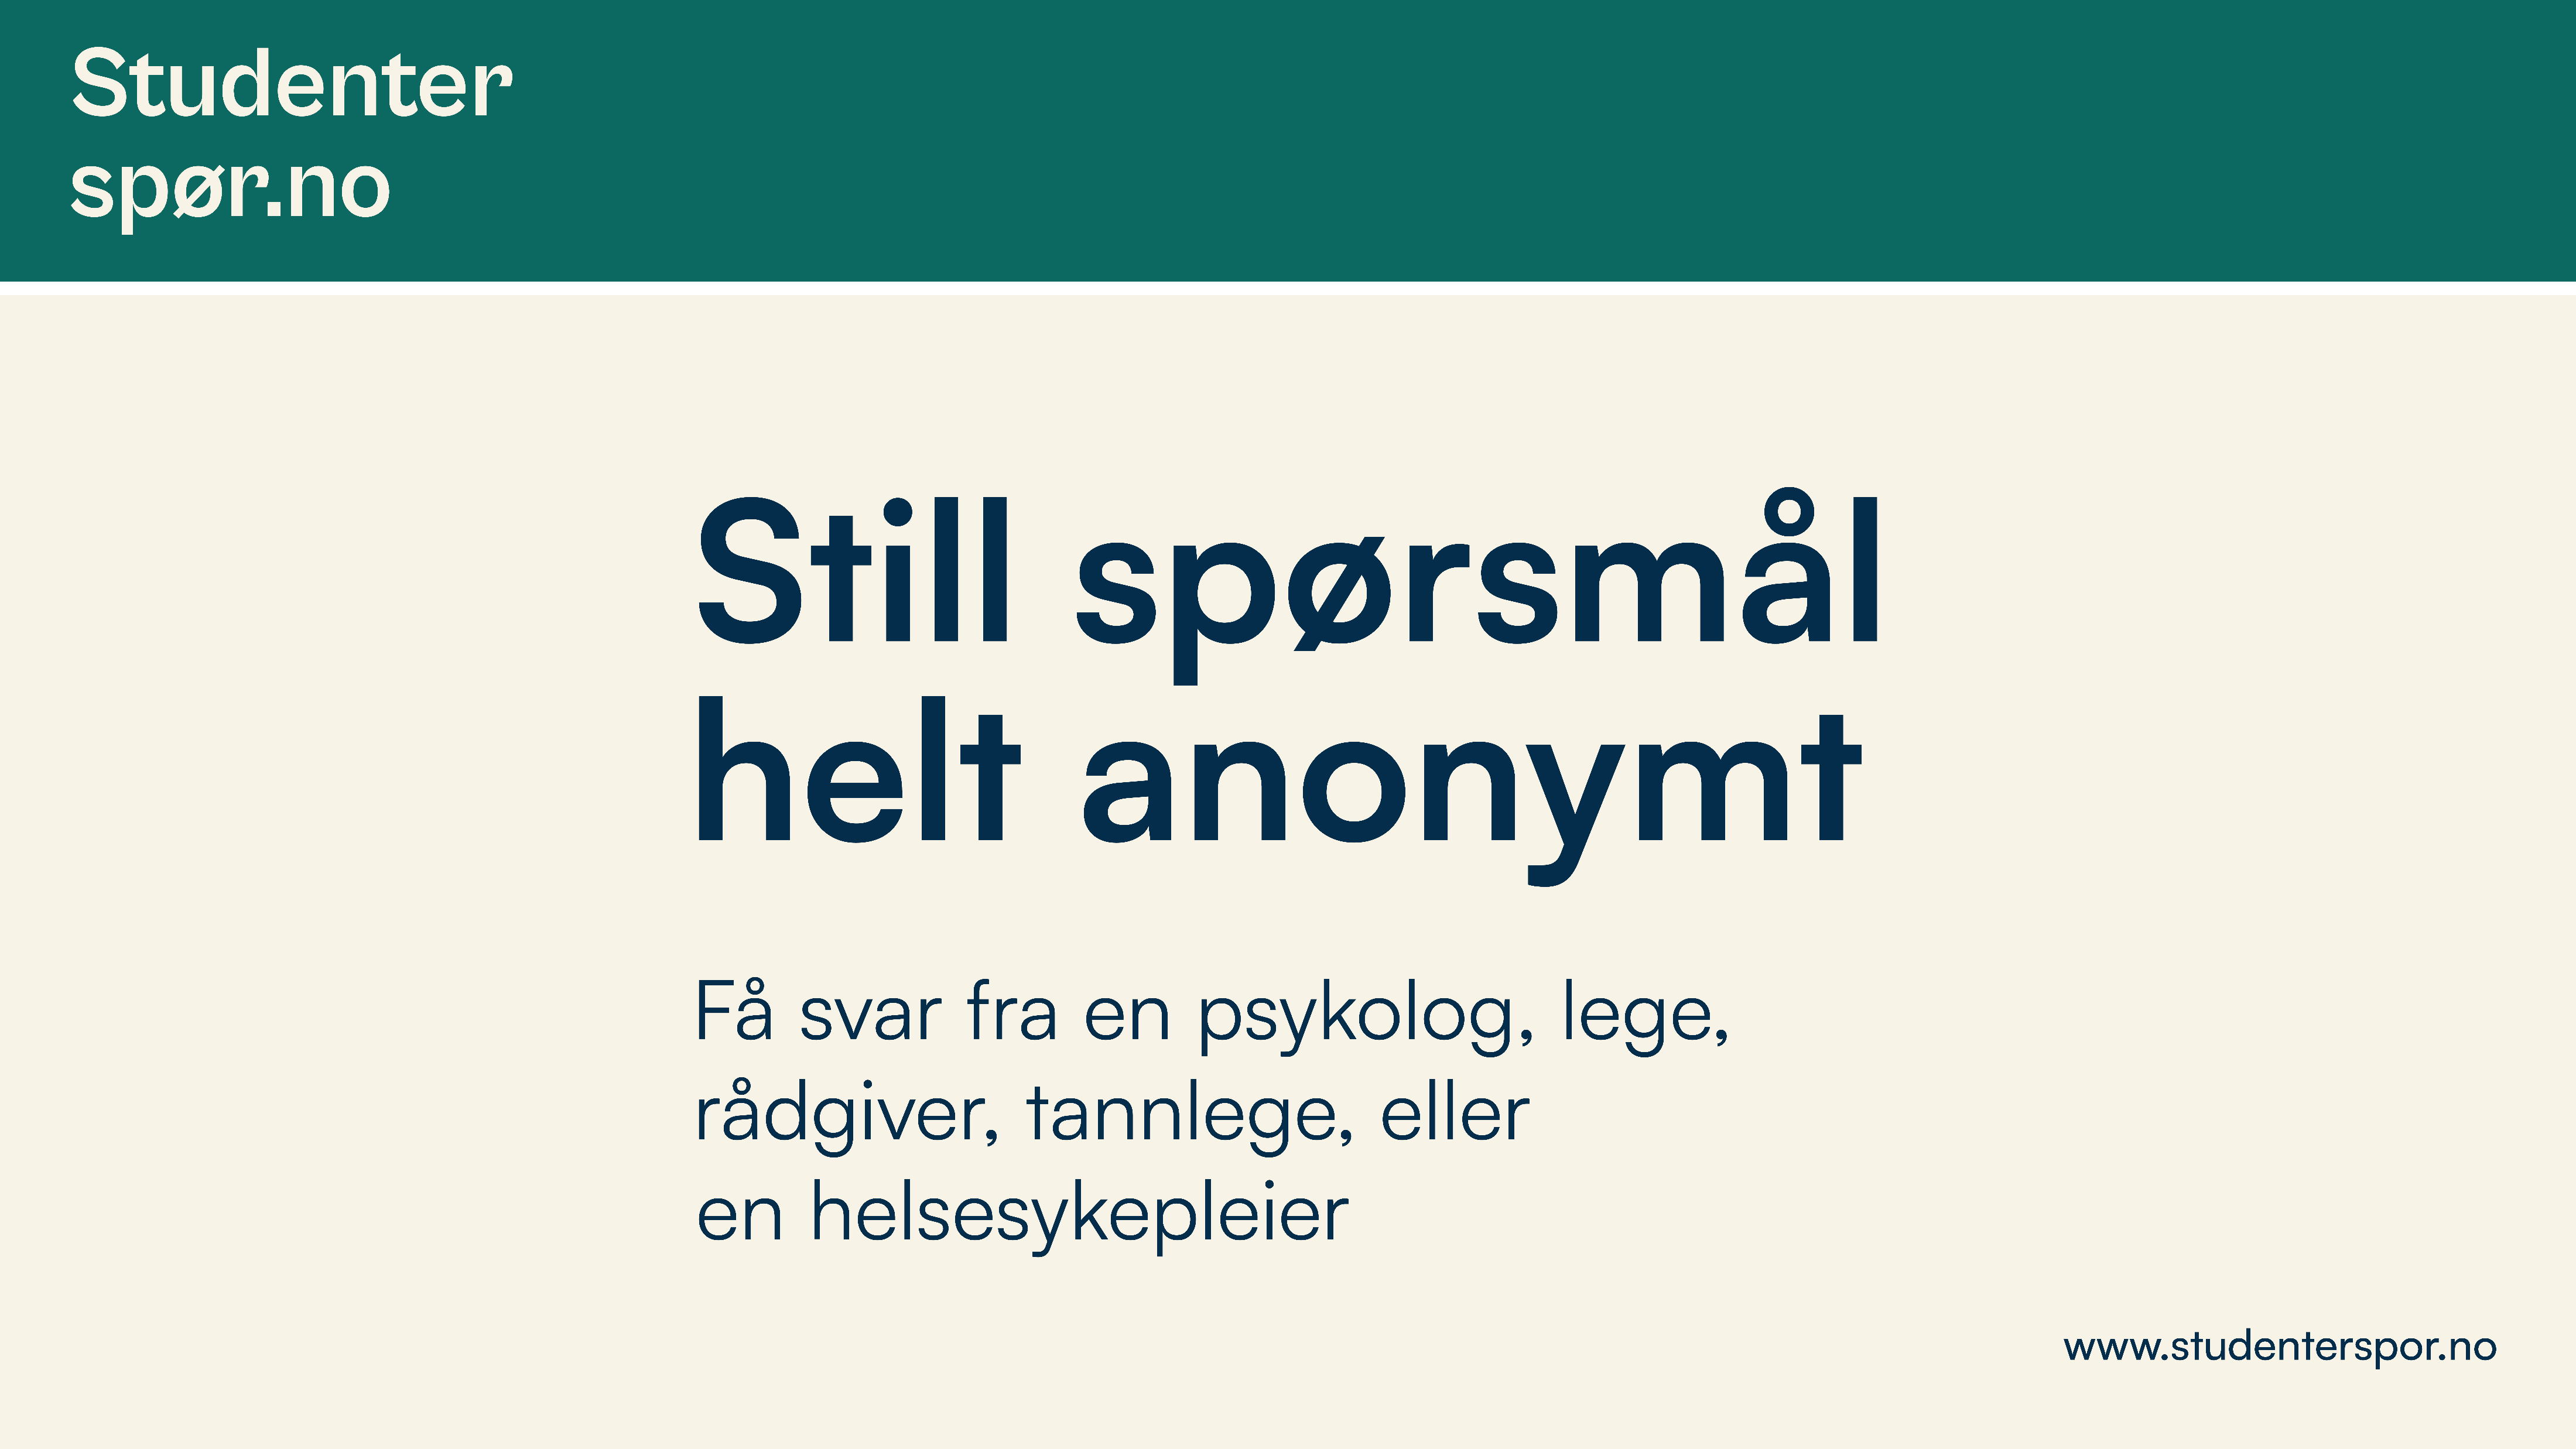 Studenter
spør.no
Still spørsmål
helt anonymt
Få svar fra en psykolog, lege,
rådgiver, tannlege, eller
en helsesykepleier
www.studenterspor.no